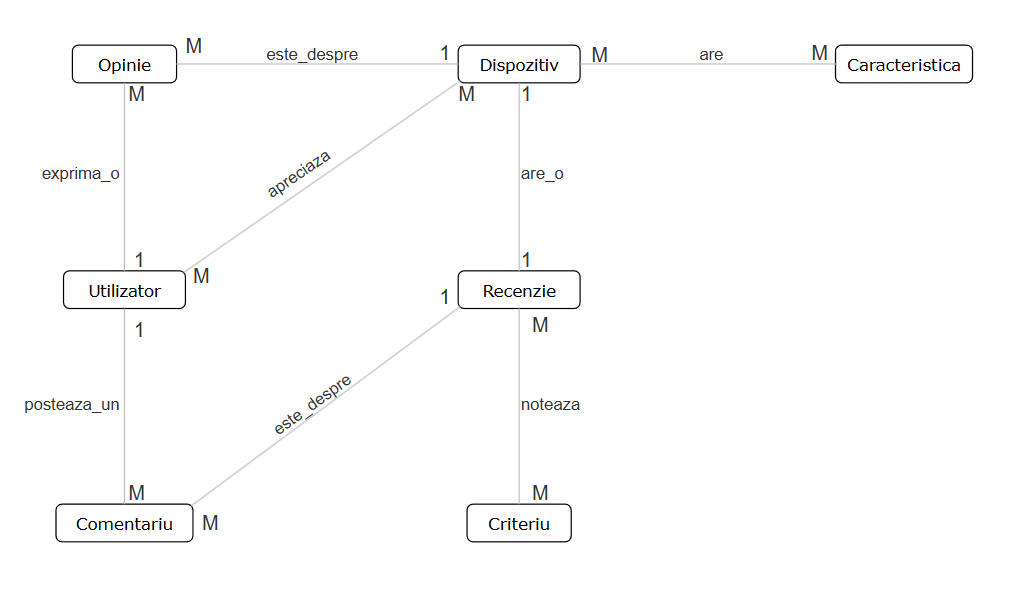 Opinie
M
este_despre
1
Dispozitiv
M
are
M
Caracteristica
M
M
1
exprima_o
apreciaza
are_o
1
M
1
Utilizator
1
Recenzie
1
M
posteaza_un
este_despre
noteaza
M
M
Comentariu
M
Criteriu